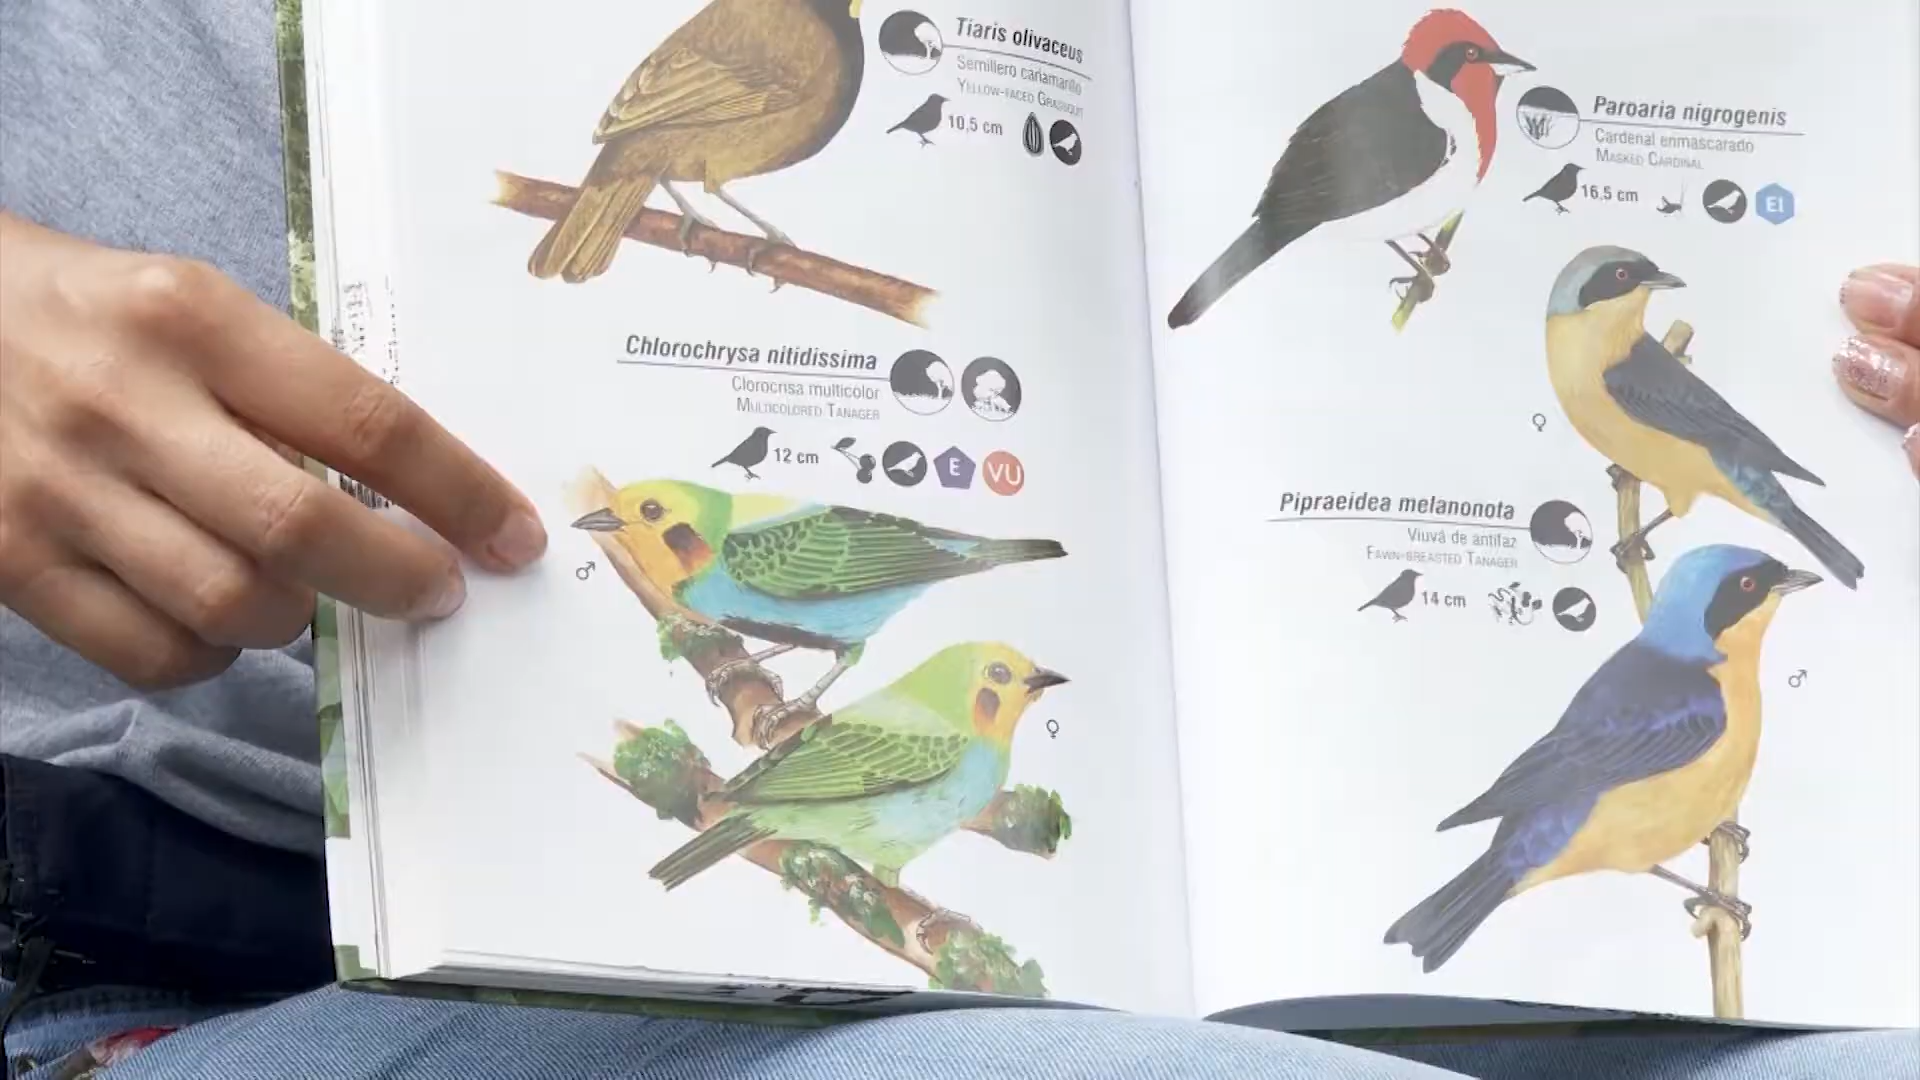 Tiaris olivaceus
Semillero cariamarillo
Yellow-faced Grassquit
10,5 cm
Chlorochrysa nitidissima
Clorocrisa multicolor
Multicolored Tanager
12 cm
E
VU
Paroaria nigrogenis
Cardenal enmascarado
Masked Cardinal
16,5 cm
EI
♀
Pipraeidea melanonota
Viuvá de antifaz
Fawn-breasted Tanager
14 cm
♂
♂
♀